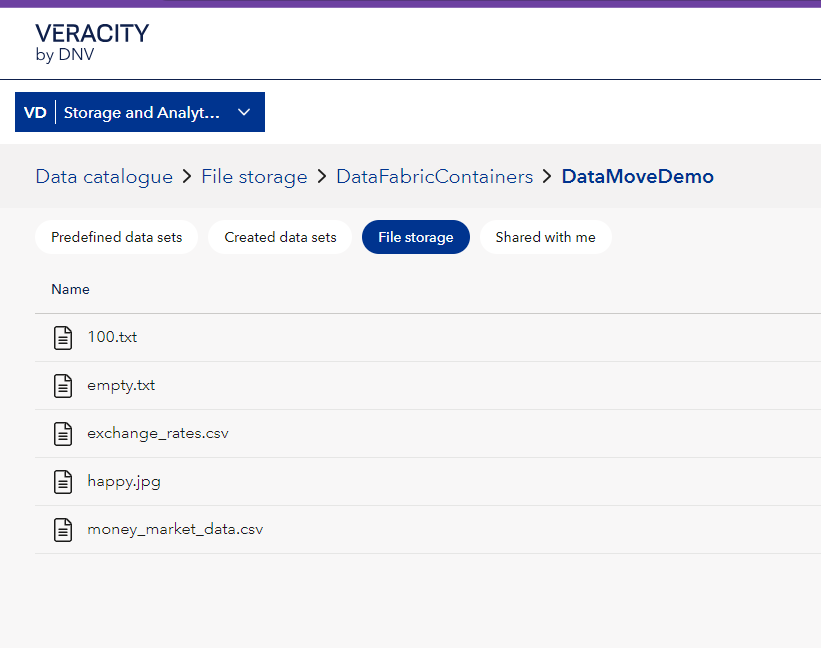 VERACITY
by DNV
VD Storage and Analyt...
Data catalogue > File storage > DataFabricContainers > DataMoveDemo
Predefined data sets Created data sets File storage Shared with me
Name
100.txt
empty.txt
exchange_rates.csv
happy.jpg
money_market_data.csv